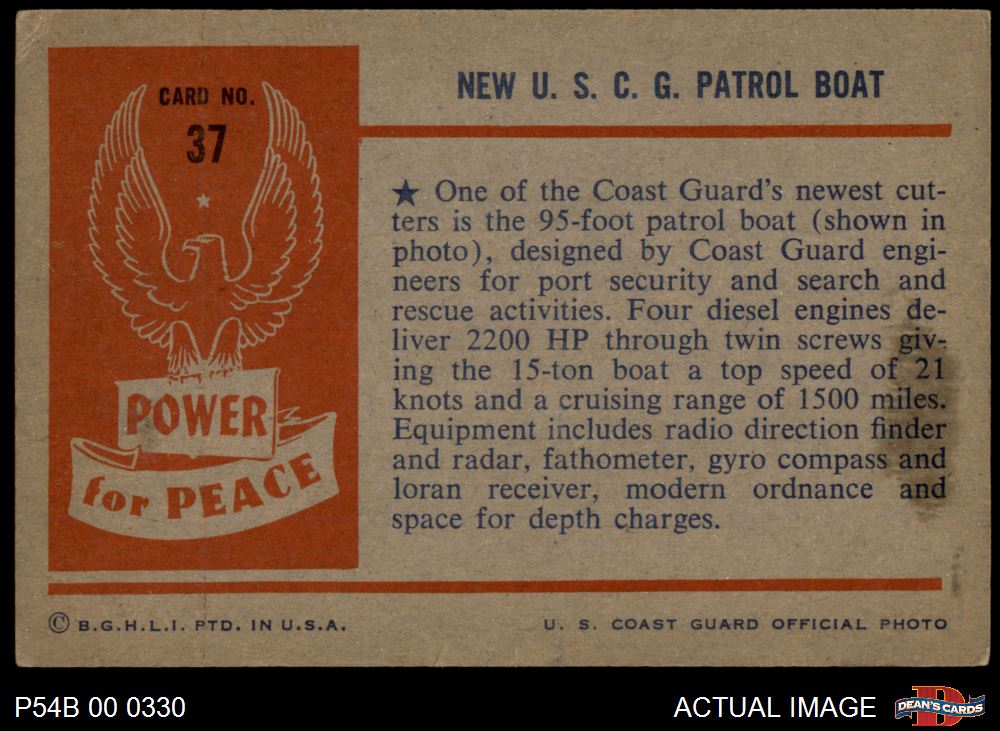 CARD NO.
37
POWER
for PEACE
NEW U. S. C. G. PATROL BOAT
★ One of the Coast Guard's newest cut-
ters is the 95-foot patrol boat (shown in
photo), designed by Coast Guard engi-
neers for port security and search and
rescue activities. Four diesel engines de-
liver 2200 HP through twin screws giv-
ing the 15-ton boat a top speed of 21
knots and a cruising range of 1500 miles.
Equipment includes radio direction finder
and radar, fathometer, gyro compass and
loran receiver, modern ordnance and
space for depth charges.
© B.G.H.L.I. PTD. IN U.S.A.
U. S. COAST GUARD OFFICIAL PHOTO
P54B 00 0330
ACTUAL IMAGE
D
DEAN'S CARDS